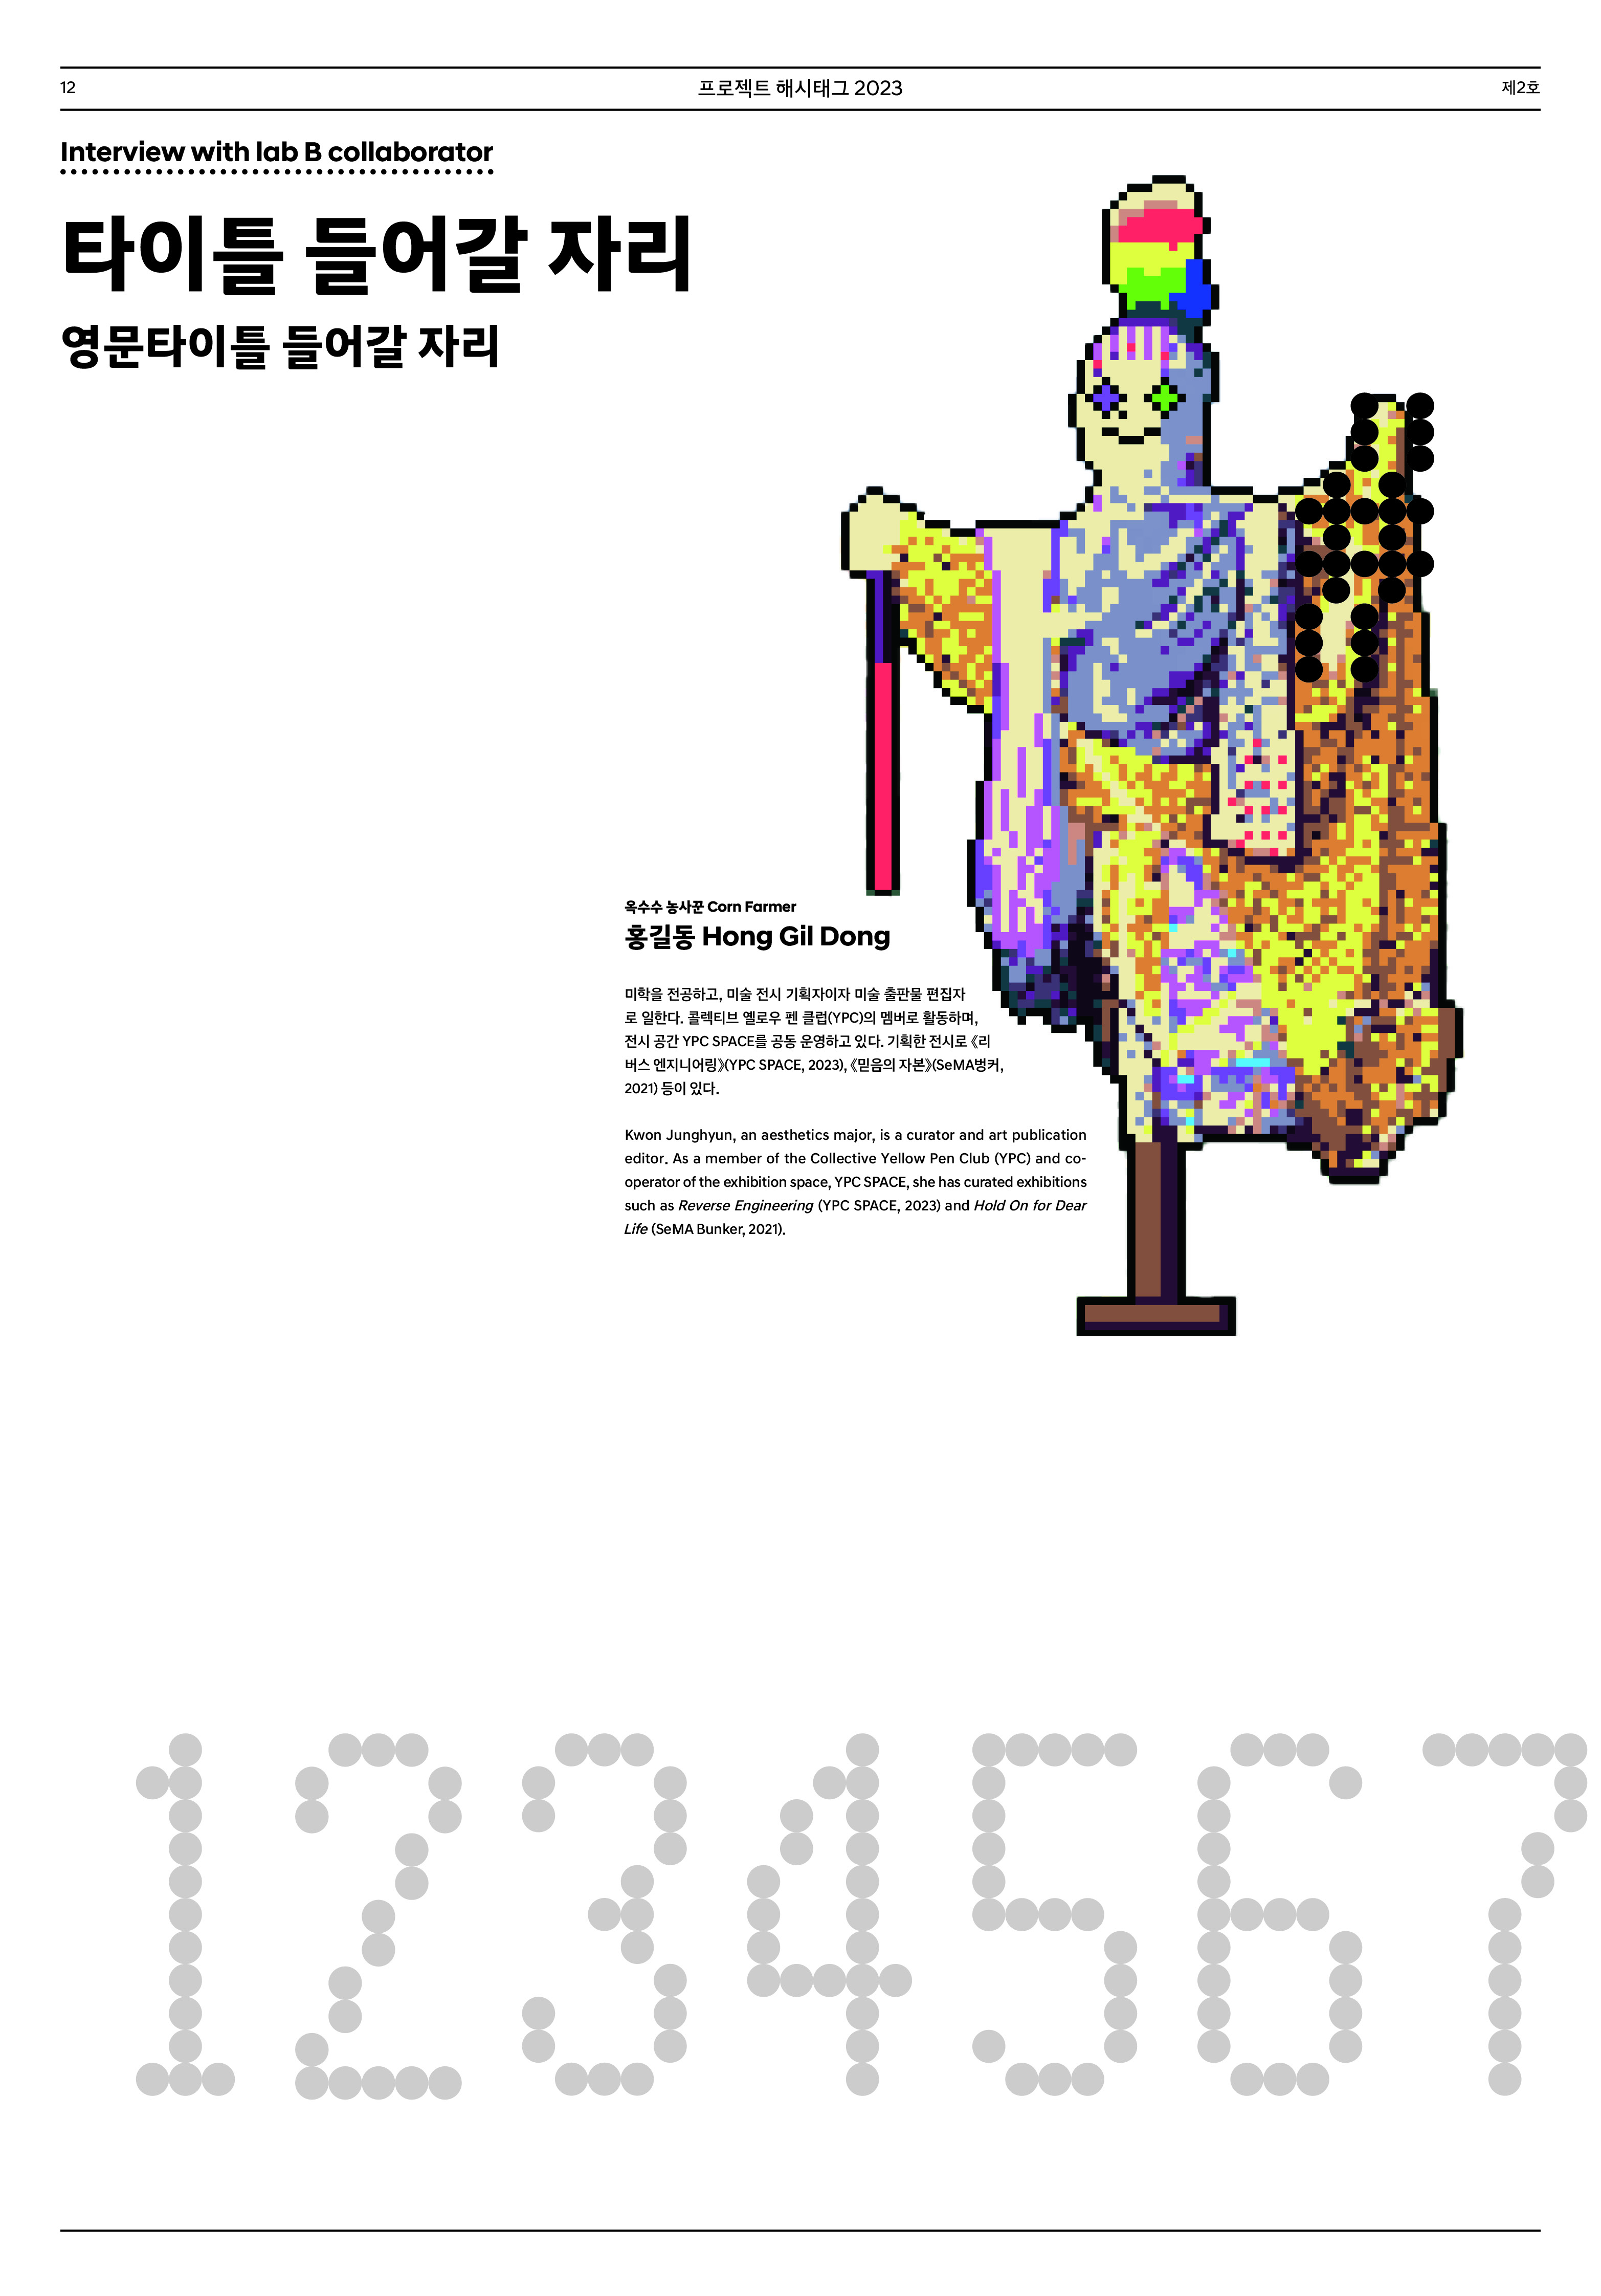 12
프로젝트 해시태그 2023
제2호
Interview with lab B collaborator
타이틀 들어갈 자리
영문타이틀 들어갈 자리
#
옥수수 농사꾼 Corn Farmer
홍길동 Hong Gil Dong
미학을 전공하고, 미술 전시 기획자이자 미술 출판물 편집자
로 일한다. 콜렉티브 옐로우 펜 클럽(YPC)의 멤버로 활동하며,
전시 공간 YPC SPACE를 공동 운영하고 있다. 기획한 전시로 《리
버스 엔지니어링》(YPC SPACE, 2023), 《믿음의 자본》(SeMA벙커,
2021) 등이 있다.
Kwon Junghyun, an aesthetics major, is a curator and art publication
editor. As a member of the Collective Yellow Pen Club (YPC) and co-
operator of the exhibition space, YPC SPACE, she has curated exhibitions
such as Reverse Engineering (YPC SPACE, 2023) and Hold On for Dear
Life (SeMA Bunker, 2021).
1 2 3 4 5 6 7